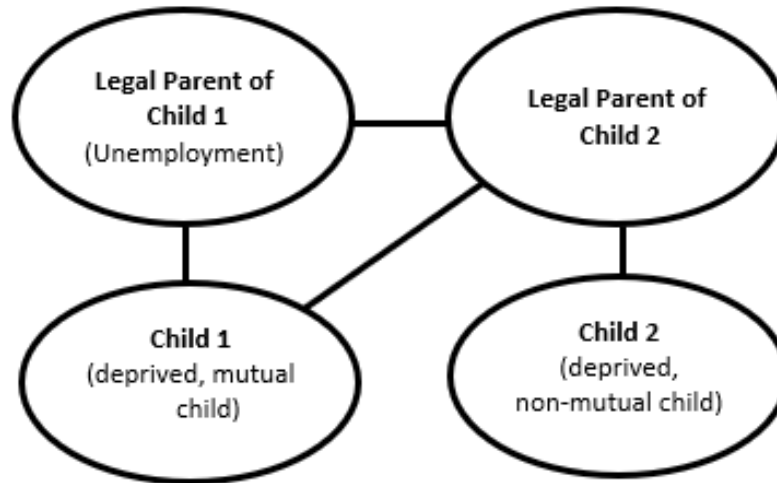 Legal Parent of
Child 1
(Unemployment)
Legal Parent of
Child 2
Child 1
(deprived, mutual
child)
Child 2
(deprived,
non-mutual child)